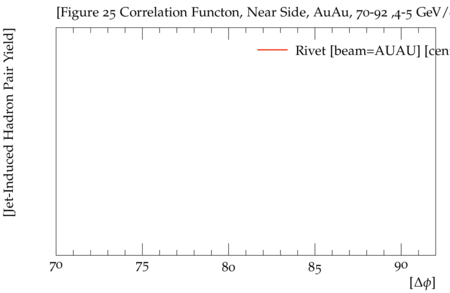 [Figure 25 Correlation Functon, Near Side, AuAu, 70-92 ,4-5 GeV/
Rivet [beam=AUAU] [cen
[Jet-Induced Hadron Pair Yield]
70 75 80 85 90
[Δϕ]